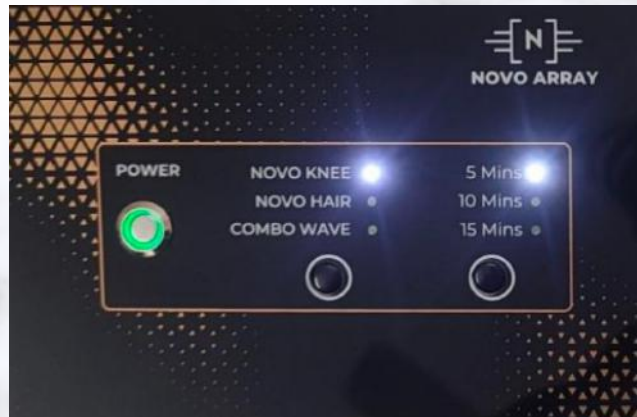 N
NOVO ARRAY
POWER
NOVO KNEE
5 Mins
NOVO HAIR
10 Mins
COMBO WAVE
15 Mins